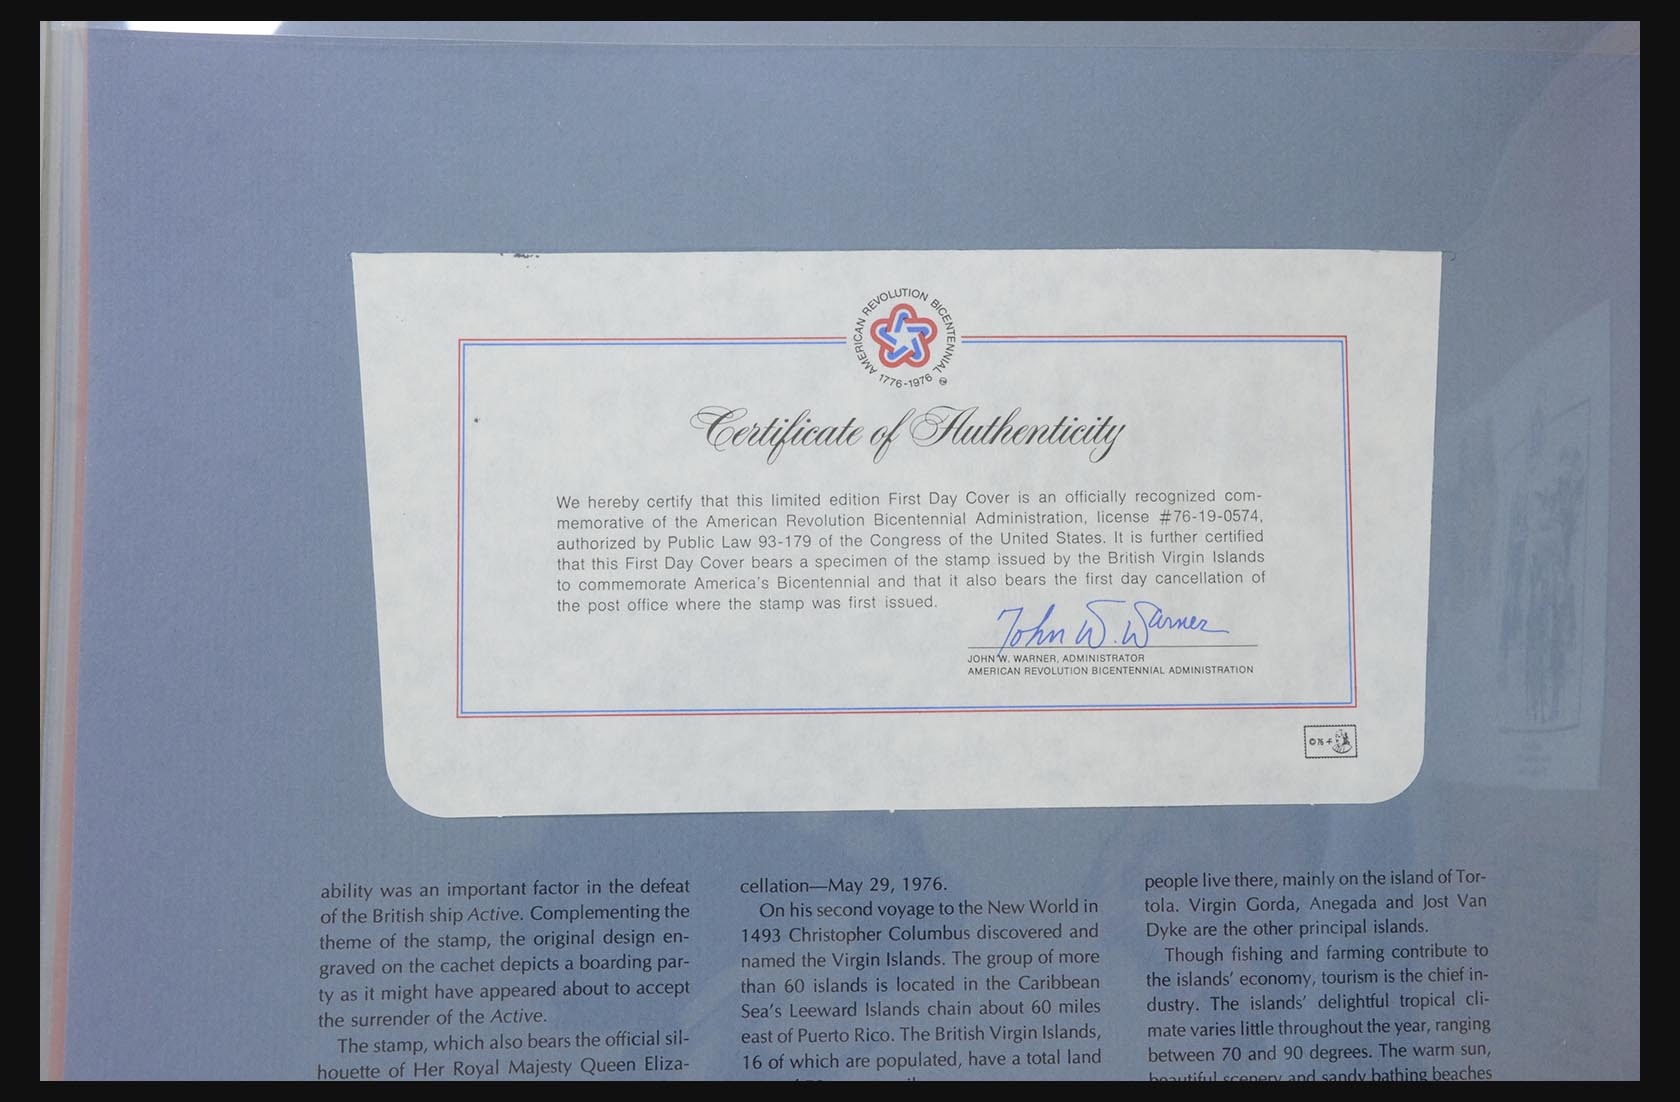 AMERICAN REVOLUTION BICENTENNIAL
1776-1976
Certificate of Authenticity
We hereby certify that this limited edition First Day Cover is an officially recognized com-
memorative of the American Revolution Bicentennial Administration, license #76-19-0574,
authorized by Public Law 93-179 of the Congress of the United States. It is further certified
that this First Day Cover bears a specimen of the stamp issued by the British Virgin Islands
to commemorate America's Bicentennial and that it also bears the first day cancellation of
the post office where the stamp was first issued.
John W. Warner
JOHN W. WARNER, ADMINISTRATOR
AMERICAN REVOLUTION BICENTENNIAL ADMINISTRATION
ability was an important factor in the defeat
of the British ship Active. Complementing the
theme of the stamp, the original design en-
graved on the cachet depicts a boarding par-
ty as it might have appeared about to accept
the surrender of the Active.
The stamp, which also bears the official sil-
houette of Her Royal Majesty Queen Eliza-
cellation—May 29, 1976.
On his second voyage to the New World in
1493 Christopher Columbus discovered and
named the Virgin Islands. The group of more
than 60 islands is located in the Caribbean
Sea's Leeward Islands chain about 60 miles
east of Puerto Rico. The British Virgin Islands,
16 of which are populated, have a total land
people live there, mainly on the island of Tor-
tola. Virgin Gorda, Anegada and Jost Van
Dyke are the other principal islands.
Though fishing and farming contribute to
the islands' economy, tourism is the chief in-
dustry. The islands' delightful tropical cli-
mate varies little throughout the year, ranging
between 70 and 90 degrees. The warm sun,
beautiful scenery and sandy bathing beaches